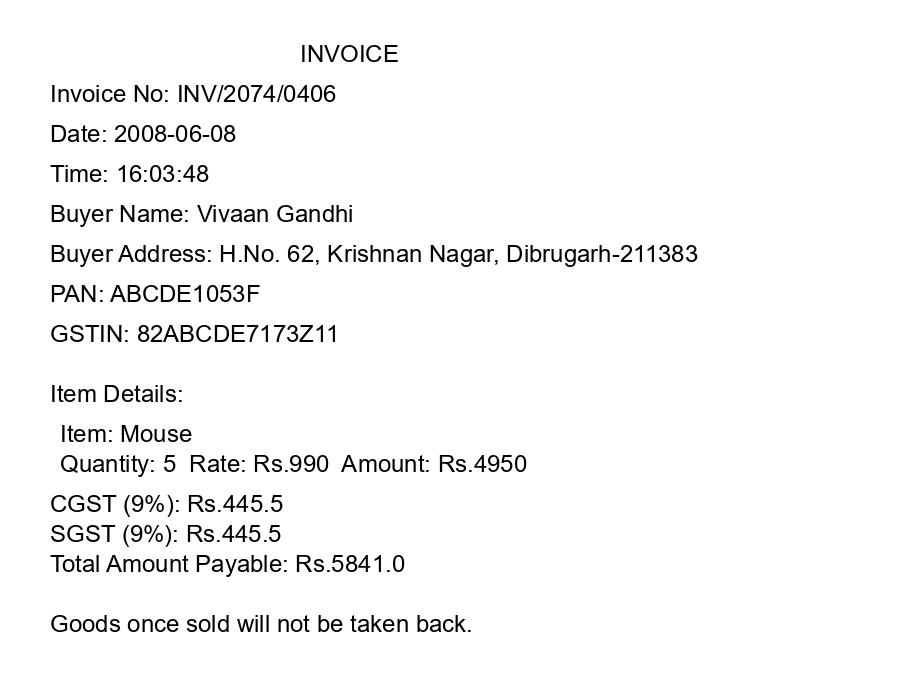 INVOICE
Invoice No: INV/2074/0406
Date: 2008-06-08
Time: 16:03:48
Buyer Name: Vivaan Gandhi
Buyer Address: H.No. 62, Krishnan Nagar, Dibrugarh-211383
PAN: ABCDE1053F
GSTIN: 82ABCDE7173Z11
Item Details:
Item: Mouse
Quantity: 5  Rate: Rs.990  Amount: Rs.4950
CGST (9%): Rs.445.5
SGST (9%): Rs.445.5
Total Amount Payable: Rs.5841.0
Goods once sold will not be taken back.